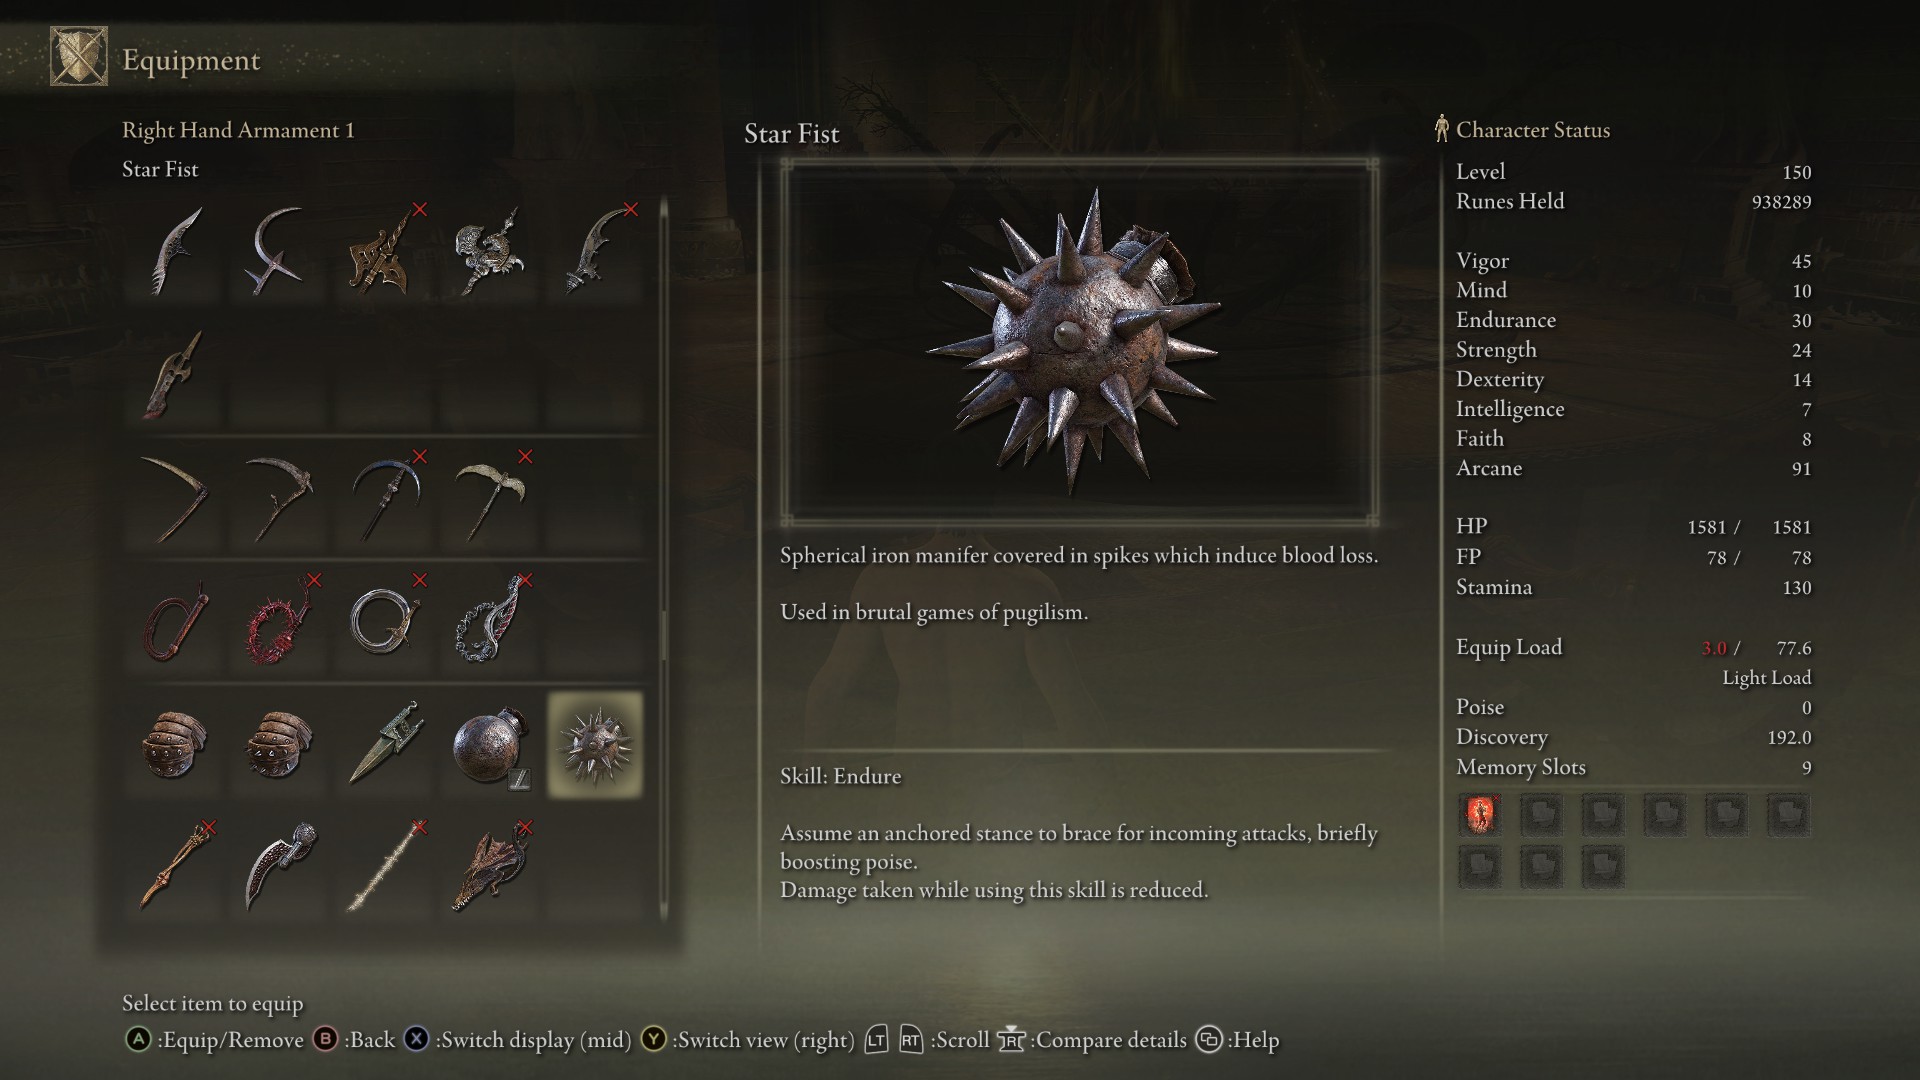 Equipment
Right Hand Armament 1
Star Fist
Star Fist
Spherical iron manifer covered in spikes which induce blood loss.
Used in brutal games of pugilism.
Skill: Endure
Assume an anchored stance to brace for incoming attacks, briefly
boosting poise.
Damage taken while using this skill is reduced.
Character Status
Level 150
Runes Held 938289
Vigor 45
Mind 10
Endurance 30
Strength 24
Dexterity 14
Intelligence 7
Faith 8
Arcane 91
HP 1581 / 1581
FP 78 / 78
Stamina 130
Equip Load 3.0 / 77.6
Light Load
Poise 0
Discovery 192.0
Memory Slots 9
Select item to equip
A :Equip/Remove B :Back X :Switch display (mid) Y :Switch view (right) LT RT :Scroll R :Compare details :Help